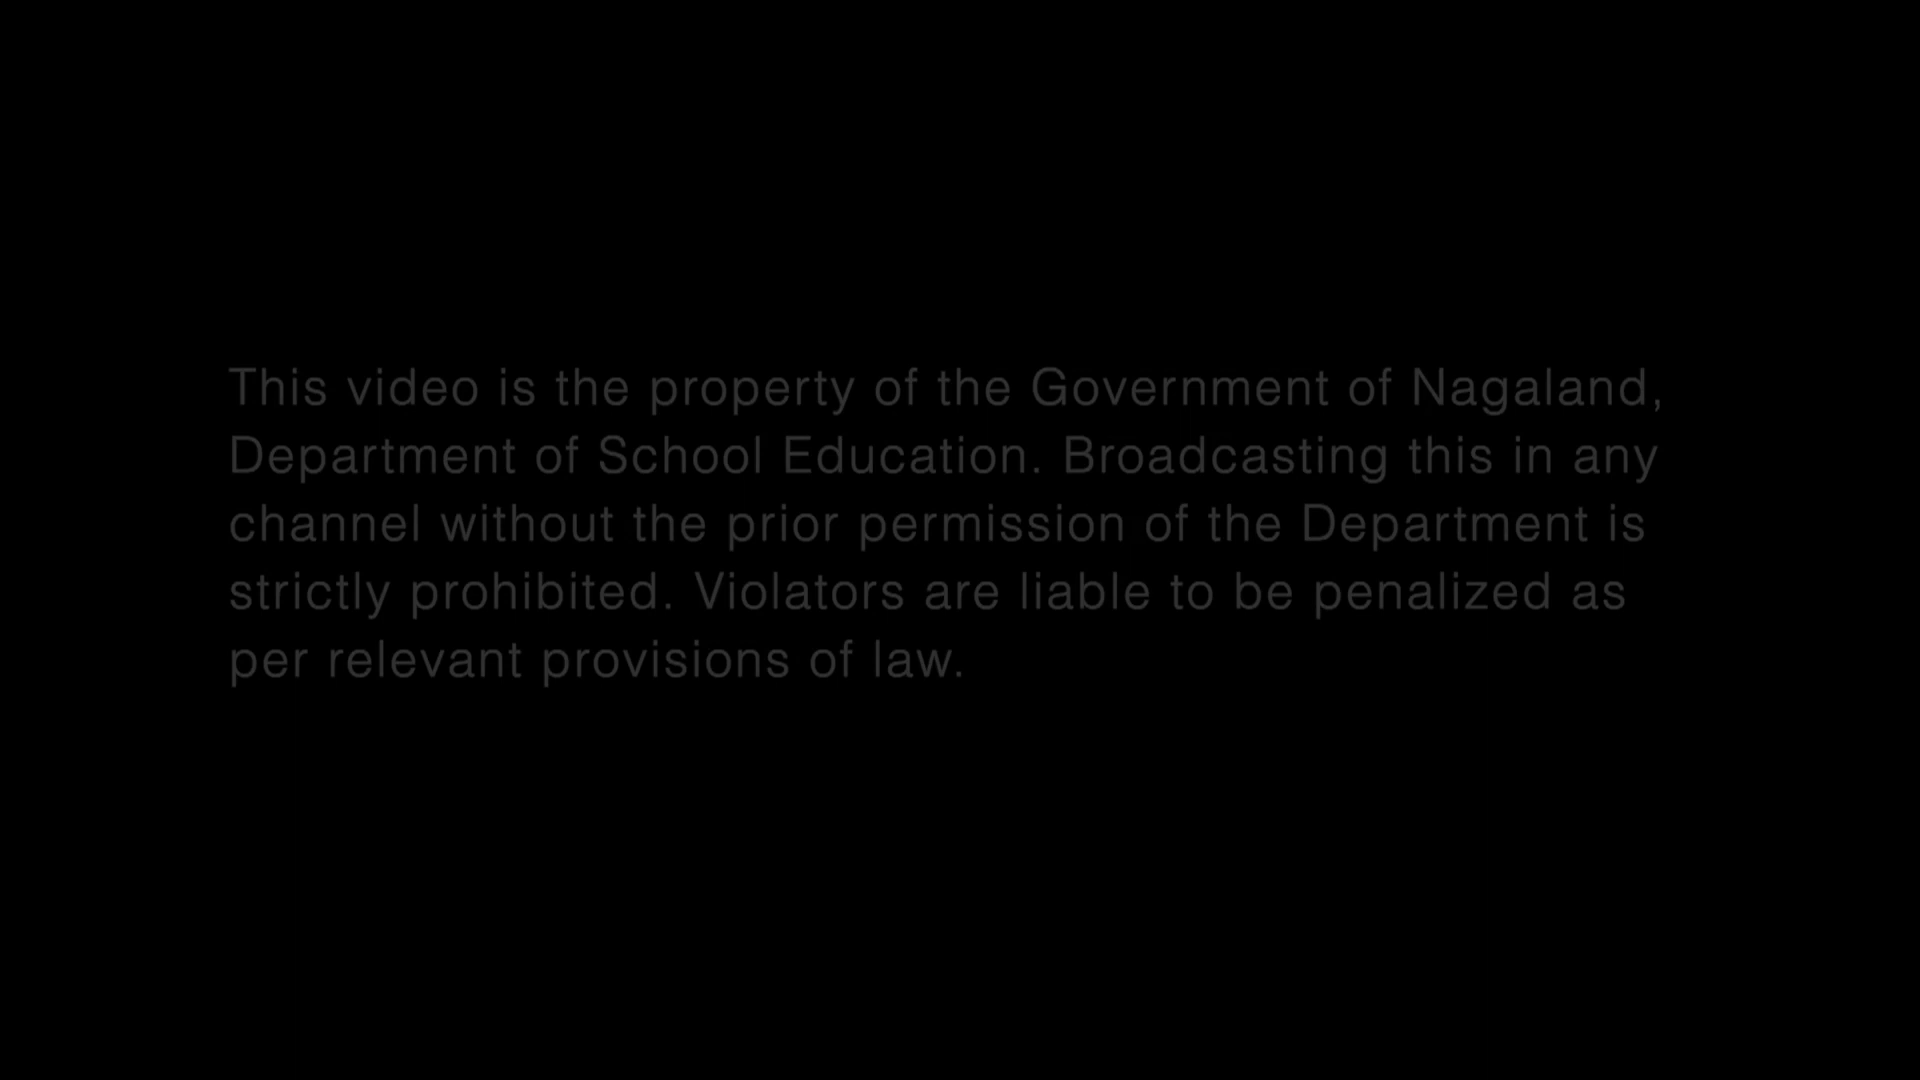 This video is the property of the Government of Nagaland,
Department of School Education. Broadcasting this in any
channel without the prior permission of the Department is
strictly prohibited. Violators are liable to be penalized as
per relevant provisions of law.